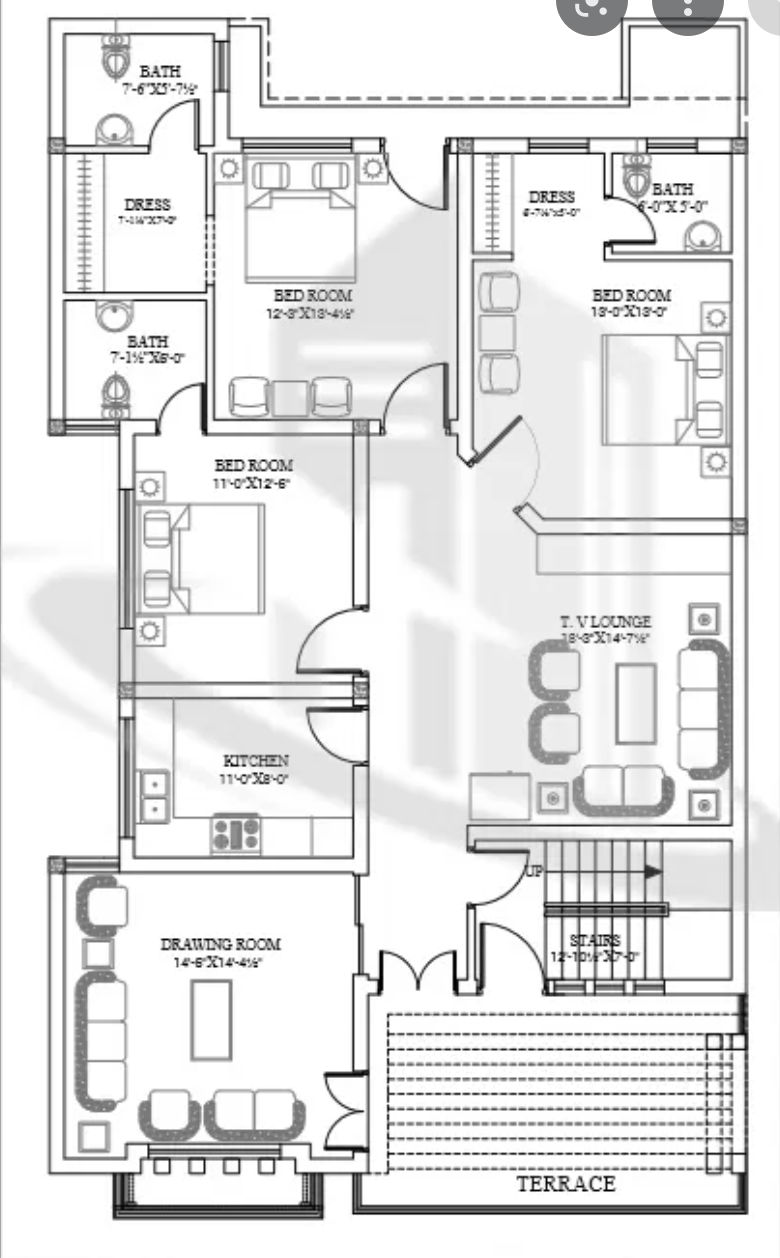 BATH
7'-6"X5'-7½"
DRESS
7'-1½"X7'-0"
DRESS
6'-7½"x5'-0"
BATH
6'-0"X 5'-0"
BED ROOM
12'-3"X13'-4½"
BED ROOM
13'-0"X13'-0"
BATH
7'-1½"X6'-0"
BED ROOM
11'-0"X12'-6"
T. V LOUNGE
14'-7½"
KITCHEN
11'-0"X8'-0"
UP
DRAWING ROOM
14'-6"X14'-4½"
STAIRS
12'-10½"X7'-0"
TERRACE